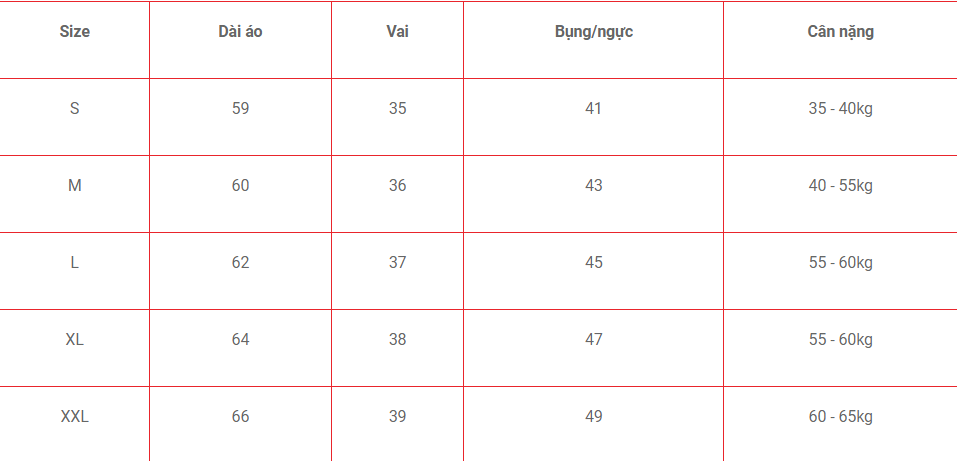 Size Dài áo Vai Bụng/ngực Cân nặng
S 59 35 41 35 - 40kg
M 60 36 43 40 - 55kg
L 62 37 45 55 - 60kg
XL 64 38 47 55 - 60kg
XXL 66 39 49 60 - 65kg